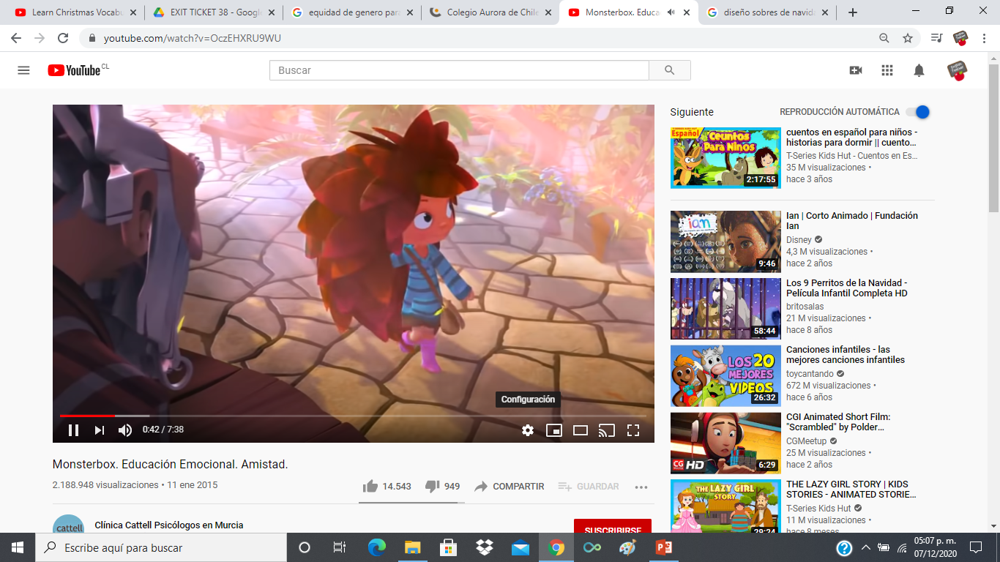 Learn Christmas Vocabu
EXIT TICKET 38 - Google
equidad de genero para
Colegio Aurora de Chile
Monsterbox. Educa
diseño sobres de navida
youtube.com/watch?v=OczEHXRU9WU
YouTube CL
Buscar
Siguiente
REPRODUCCIÓN AUTOMÁTICA
Español
Cuentos
Para Niños
2:17:55
cuentos en español para niños -
historias para dormir || cuento...
T-Series Kids Hut - Cuentos en Es...
35 M visualizaciones •
hace 3 años
ian
9:46
Ian | Corto Animado | Fundación
Ian
Disney
4,3 M visualizaciones •
hace 2 años
58:44
Los 9 Perritos de la Navidad -
Película Infantil Completa HD
britosalas
21 M visualizaciones •
hace 8 años
LOS 20
MEJORES
VIDEOS
26:32
Canciones infantiles - las
mejores canciones infantiles
toycantando
672 M visualizaciones •
hace 6 años
CG HD
6:29
CGI Animated Short Film:
"Scrambled" by Polder...
CGMeetup
25 M visualizaciones •
hace 2 años
THE LAZY GIRL
STORY
29:24
THE LAZY GIRL STORY | KIDS
STORIES - ANIMATED STORIE...
T-Series Kids Hut
11 M visualizaciones •
hace 8 meses
Configuración
0:42 / 7:38
Monsterbox. Educación Emocional. Amistad.
2.188.948 visualizaciones • 11 ene 2015
14.543
949
COMPARTIR
GUARDAR
cattell
Clínica Cattell Psicólogos en Murcia
SUSCRIBIRSE
Escribe aquí para buscar
05:07 p. m.
07/12/2020